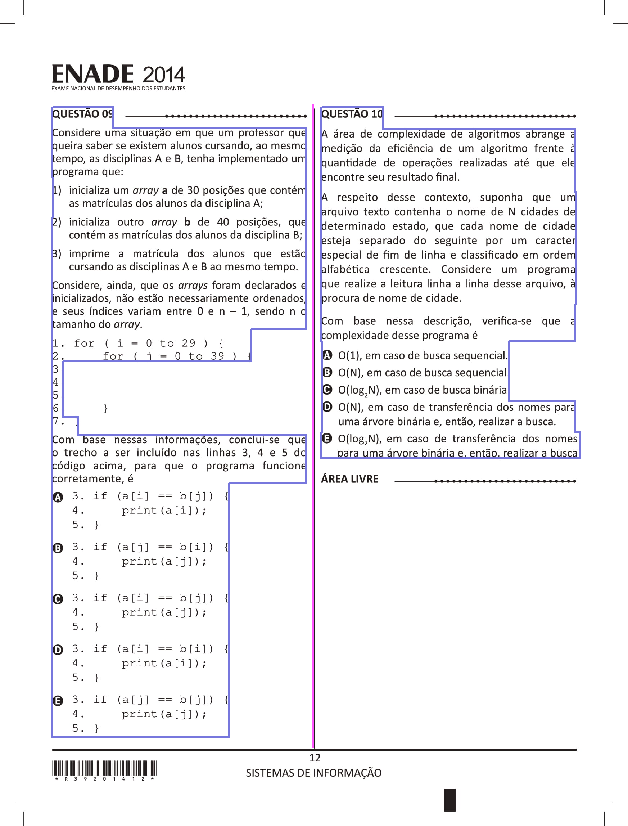 ENADE 2014
EXAME NACIONAL DE DESEMPENHO DOS ESTUDANTES
QUESTÃO 09
Considere uma situação em que um professor que
queira saber se existem alunos cursando, ao mesmo
tempo, as disciplinas A e B, tenha implementado um
programa que:
1) inicializa um array a de 30 posições que contém
as matrículas dos alunos da disciplina A;
2) inicializa outro array b de 40 posições, que
contém as matrículas dos alunos da disciplina B;
3) imprime a matrícula dos alunos que estão
cursando as disciplinas A e B ao mesmo tempo.
Considere, ainda, que os arrays foram declarados e
inicializados, não estão necessariamente ordenados,
e seus índices variam entre 0 e n – 1, sendo n o
tamanho do array.
1. for ( i = 0 to 29 ) {
2. for ( j = 0 to 39 ) {
3
4
5
6 }
7.
Com base nessas informações, conclui-se que
o trecho a ser incluído nas linhas 3, 4 e 5 do
código acima, para que o programa funcione
corretamente, é
A 3. if (a[i] == b[j]) {
4. print(a[i]);
5. }
B 3. if (a[j] == b[i]) {
4. print(a[j]);
5. }
C 3. if (a[i] == b[j]) {
4. print(a[j]);
5. }
D 3. if (a[i] == b[i]) {
4. print(a[i]);
5. }
E 3. if (a[j] == b[j]) {
4. print(a[j]);
5. }
QUESTÃO 10
A área de complexidade de algoritmos abrange a
medição da eficiência de um algoritmo frente à
quantidade de operações realizadas até que ele
encontre seu resultado final.
A respeito desse contexto, suponha que um
arquivo texto contenha o nome de N cidades de
determinado estado, que cada nome de cidade
esteja separado do seguinte por um caracter
especial de fim de linha e classificado em ordem
alfabética crescente. Considere um programa
que realize a leitura linha a linha desse arquivo, à
procura de nome de cidade.
Com base nessa descrição, verifica-se que a
complexidade desse programa é
A O(1), em caso de busca sequencial.
B O(N), em caso de busca sequencial
C O(log₂N), em caso de busca binária
D O(N), em caso de transferência dos nomes para
uma árvore binária e, então, realizar a busca.
E O(log₂N), em caso de transferência dos nomes
para uma árvore binária e, então, realizar a busca
ÁREA LIVRE
12
SISTEMAS DE INFORMAÇÃO